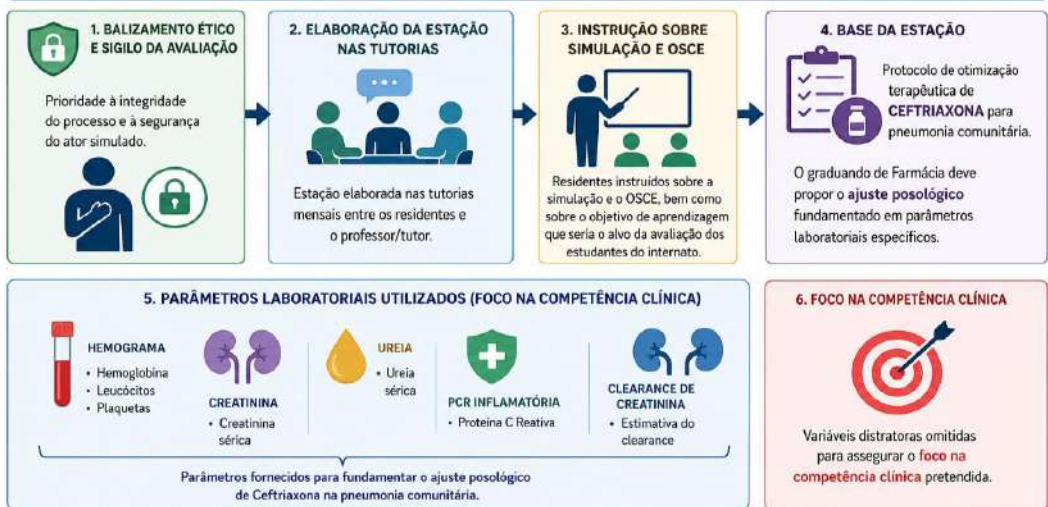 1. BALIZAMENTO ÉTICO
E SIGILO DA AVALIAÇÃO
Prioridade à integridade
do processo e à segurança
do ator simulado.
2. ELABORAÇÃO DA ESTAÇÃO
NAS TUTORIAS
Estação elaborada nas tutorias
mensais entre os residentes e
o professor/tutor.
3. INSTRUÇÃO SOBRE
SIMULAÇÃO E OSCE
Residentes instruídos sobre a
simulação e o OSCE, bem como
sobre o objetivo de aprendizagem
que seria o alvo da avaliação dos
estudantes do internato.
4. BASE DA ESTAÇÃO
Protocolo de otimização
terapêutica de
CEFTRIAXONA para
pneumonia comunitária.
O graduando de Farmácia deve
propor o ajuste posológico
fundamentado em parâmetros
laboratoriais específicos.
5. PARÂMETROS LABORATORIAIS UTILIZADOS (FOCO NA COMPETÊNCIA CLÍNICA)
HEMOGRAMA
• Hemoglobina
• Leucócitos
• Plaquetas
CREATININA
• Creatinina
sérica
UREIA
• Ureia
sérica
PCR INFLAMATÓRIA
• Proteína C Reativa
CLEARANCE DE
CREATININA
• Estimativa do
clearance
Parâmetros fornecidos para fundamentar o ajuste posológico
de Ceftriaxona na pneumonia comunitária.
6. FOCO NA COMPETÊNCIA CLÍNICA
Variáveis distratoras omitidas
para assegurar o foco na
competência clínica pretendida.